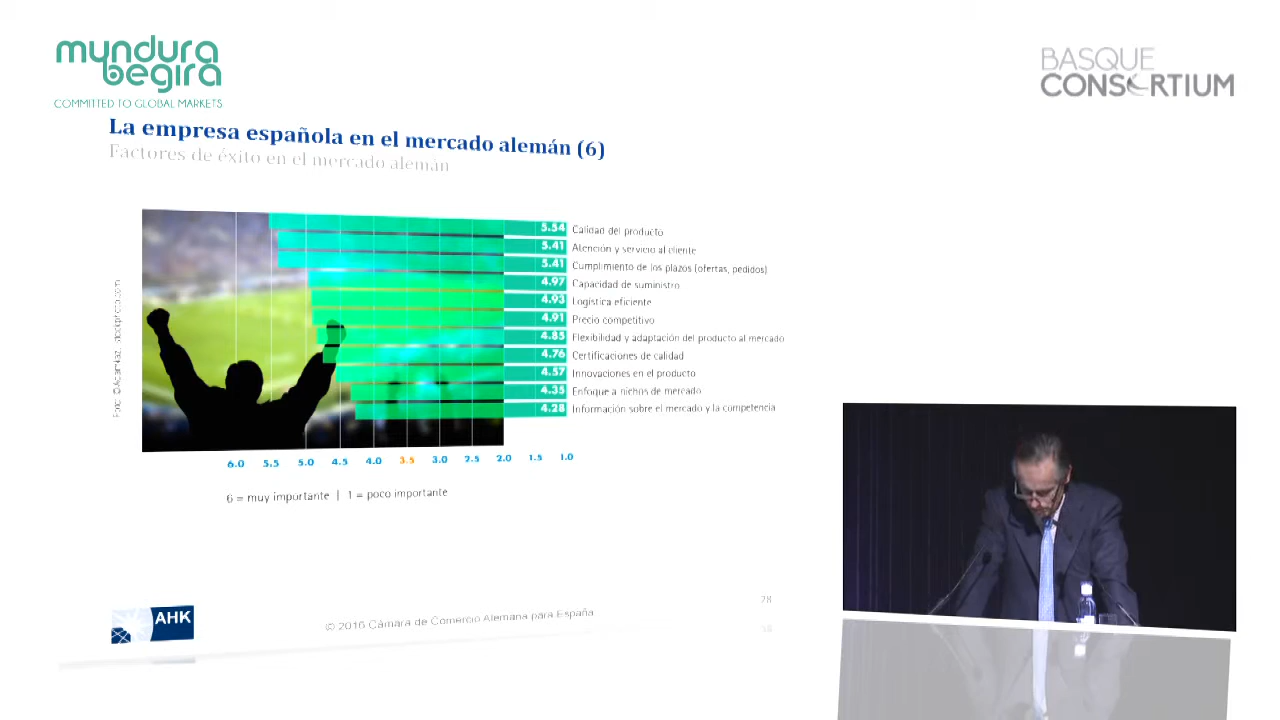 mundura
begira
COMMITTED TO GLOBAL MARKETS
BASQUE
CONSORTIUM
La empresa española en el mercado alemán (6)
Factores de éxito en el mercado alemán
5.54 Calidad del producto
5.41 Atención y servicio al cliente
5.41 Cumplimiento de los plazos (ofertas, pedidos)
4.97 Capacidad de suministro
4.93 Logística eficiente
4.91 Precio competitivo
4.85 Flexibilidad y adaptación del producto al mercado
4.76 Certificaciones de calidad
4.57 Innovaciones en el producto
4.35 Enfoque a nichos de mercado
4.28 Información sobre el mercado y la competencia
6.0 5.5 5.0 4.5 4.0 3.5 3.0 2.5 2.0 1.5 1.0
6 = muy importante | 1 = poco importante
AHK
© 2016 Cámara de Comercio Alemana para España